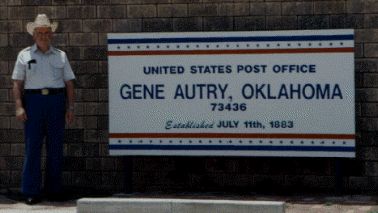 UNITED STATES POST OFFICE
GENE AUTRY, OKLAHOMA
73436
Established JULY 11th, 1883